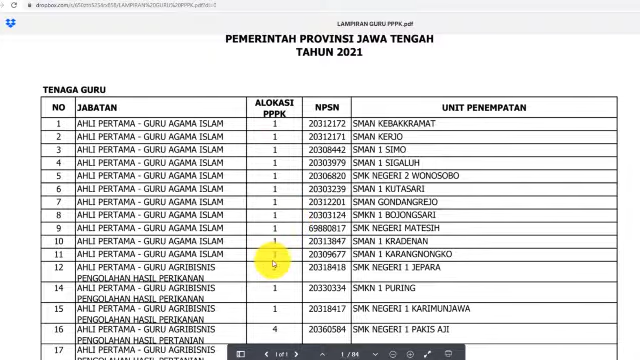 LAMPIRAN GURU PPPK.pdf
PEMERINTAH PROVINSI JAWA TENGAH
TAHUN 2021
TENAGA GURU
NO JABATAN ALOKASI PPPK NPSN UNIT PENEMPATAN
1 AHLI PERTAMA - GURU AGAMA ISLAM 1 20312172 SMAN KEBAKKRAMAT
2 AHLI PERTAMA - GURU AGAMA ISLAM 1 20312171 SMAN KERJO
3 AHLI PERTAMA - GURU AGAMA ISLAM 1 20308442 SMAN 1 SIMO
4 AHLI PERTAMA - GURU AGAMA ISLAM 1 20303979 SMAN 1 SIGALUH
5 AHLI PERTAMA - GURU AGAMA ISLAM 1 20306820 SMK NEGERI 2 WONOSOBO
6 AHLI PERTAMA - GURU AGAMA ISLAM 1 20303239 SMAN 1 KUTASARI
7 AHLI PERTAMA - GURU AGAMA ISLAM 1 20312201 SMAN GONDANGREJO
8 AHLI PERTAMA - GURU AGAMA ISLAM 1 20303124 SMKN 1 BOJONGSARI
9 AHLI PERTAMA - GURU AGAMA ISLAM 1 69880817 SMK NEGERI MATESIH
10 AHLI PERTAMA - GURU AGAMA ISLAM 1 20313847 SMAN 1 KRADENAN
11 AHLI PERTAMA - GURU AGAMA ISLAM 1 20309677 SMAN 1 KARANGNONGKO
12 AHLI PERTAMA - GURU AGRIBISNIS 20318418 SMK NEGERI 1 JEPARA
PENGOLAHAN HASIL PERIKANAN
14 AHLI PERTAMA - GURU AGRIBISNIS 1 20330334 SMKN 1 PURING
PENGOLAHAN HASIL PERIKANAN
15 AHLI PERTAMA - GURU AGRIBISNIS 1 20318417 SMK NEGERI 1 KARIMUNJAWA
PENGOLAHAN HASIL PERIKANAN
16 AHLI PERTAMA - GURU AGRIBISNIS 4 20360584 SMK NEGERI 1 PAKIS AJI
PENGOLAHAN HASIL PERTANIAN
17 AHLI PERTAMA - GURU AGRIBISNIS
1 of 1
1 / 84